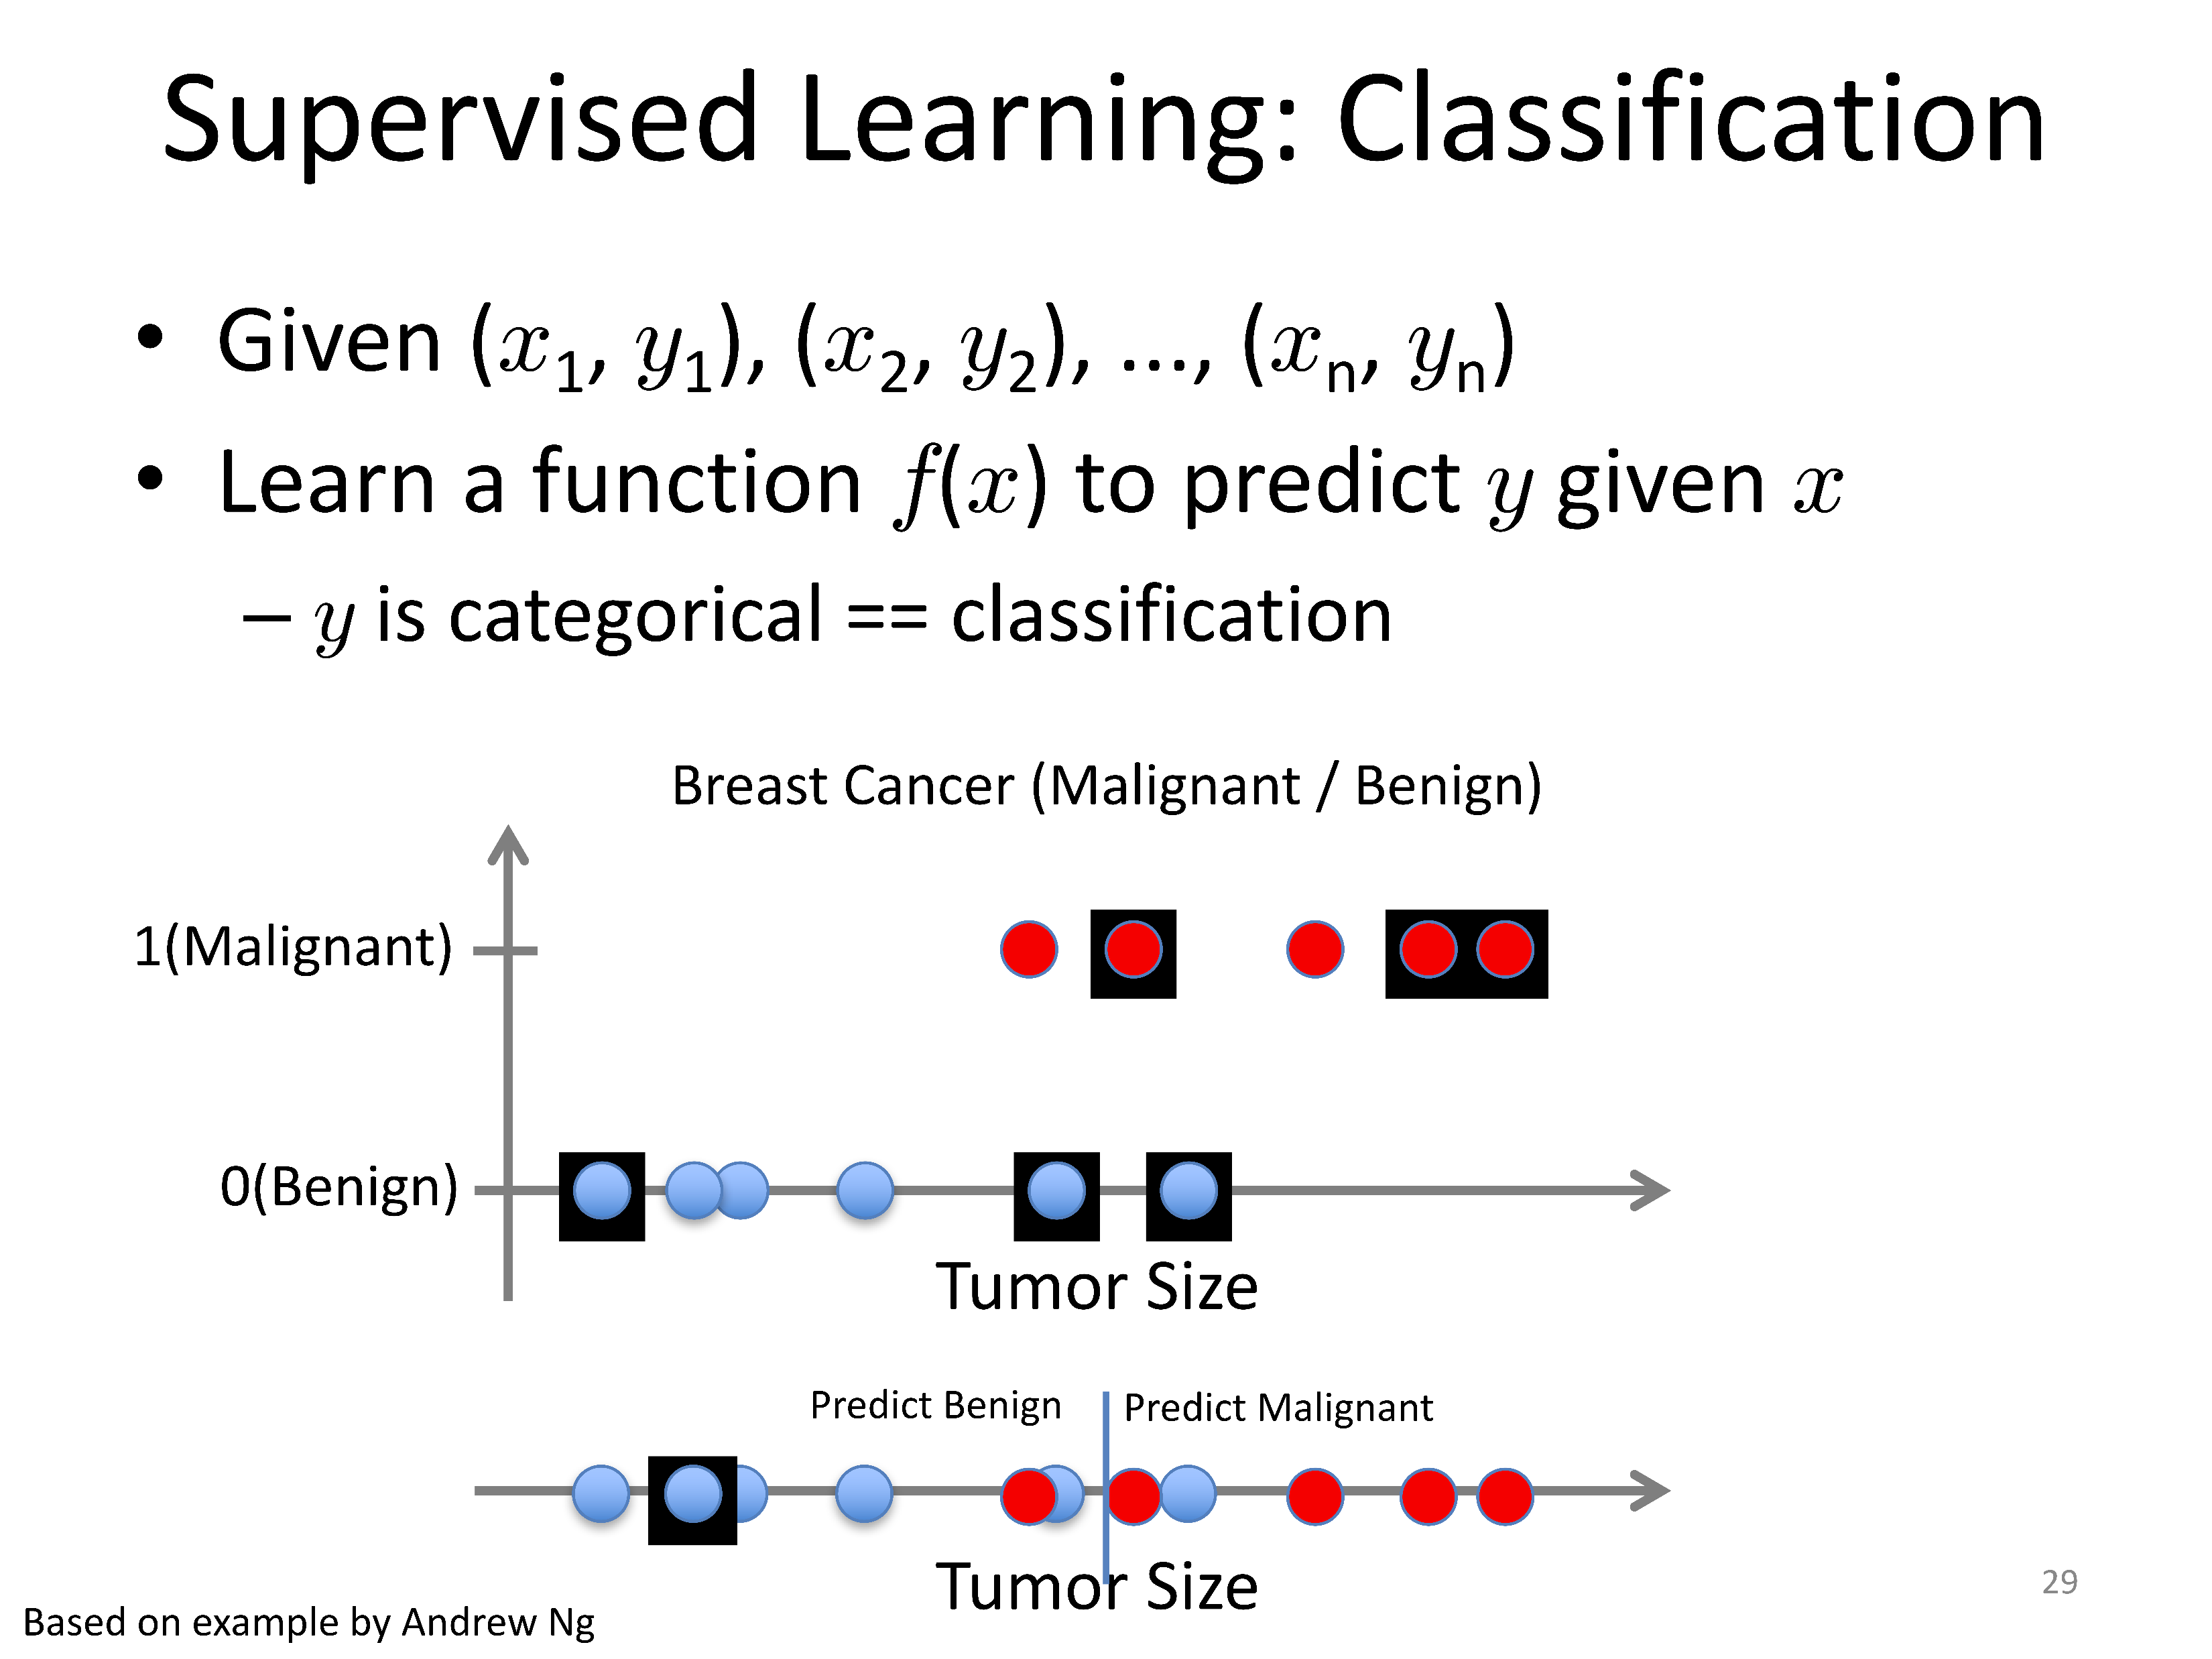 Supervised Learning: Classification
• Given (x₁, y₁), (x₂, y₂), ..., (xₙ, yₙ)
• Learn a function f(x) to predict y given x
– y is categorical == classification
Breast Cancer (Malignant / Benign)
1(Malignant)
0(Benign)
Tumor Size
Predict Benign
Predict Malignant
Tumor Size
29
Based on example by Andrew Ng